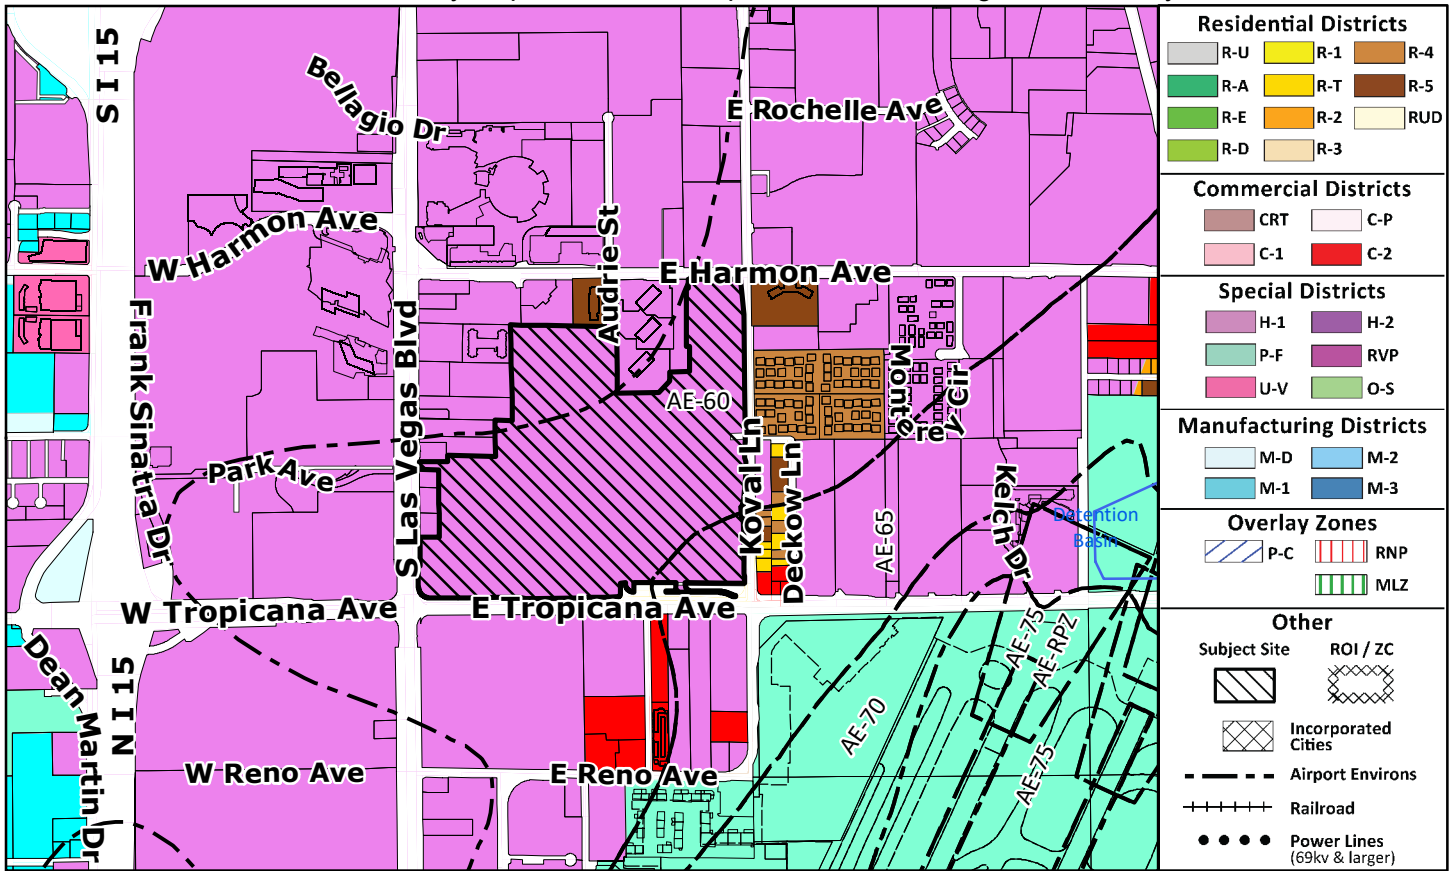 S I 15
Bellagio Dr
E Rochelle Ave
W Harmon Ave
Audrie St
E Harmon Ave
Frank Sinatra Dr
S Las Vegas Blvd
AE-60
Monterey Cir
Park Ave
Koval Ln
Deckow Ln
AE-65
Kelch Dr
Detention
Basin
W Tropicana Ave
E Tropicana Ave
Dean Martin Dr
N I 15
AE-75
AE-RPZ
AE-70
AE-75
W Reno Ave
E Reno Ave
Residential Districts
R-U R-1 R-4
R-A R-T R-5
R-E R-2 RUD
R-D R-3
Commercial Districts
CRT C-P
C-1 C-2
Special Districts
H-1 H-2
P-F RVP
U-V O-S
Manufacturing Districts
M-D M-2
M-1 M-3
Overlay Zones
P-C RNP
MLZ
Other
Subject Site ROI / ZC
Incorporated
Cities
Airport Environs
Railroad
Power Lines
(69kv & larger)